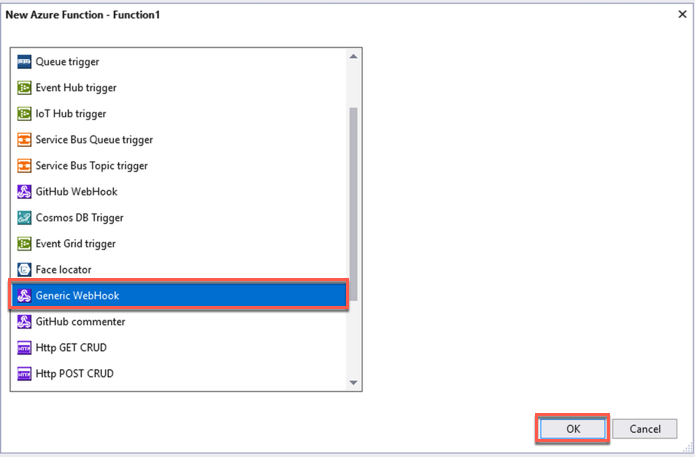 New Azure Function - Function1
Queue trigger
Event Hub trigger
IoT Hub trigger
Service Bus Queue trigger
Service Bus Topic trigger
GitHub WebHook
Cosmos DB Trigger
Event Grid trigger
Face locator
Generic WebHook
GitHub commenter
HTTP Http GET CRUD
HTTP Http POST CRUD
OK Cancel